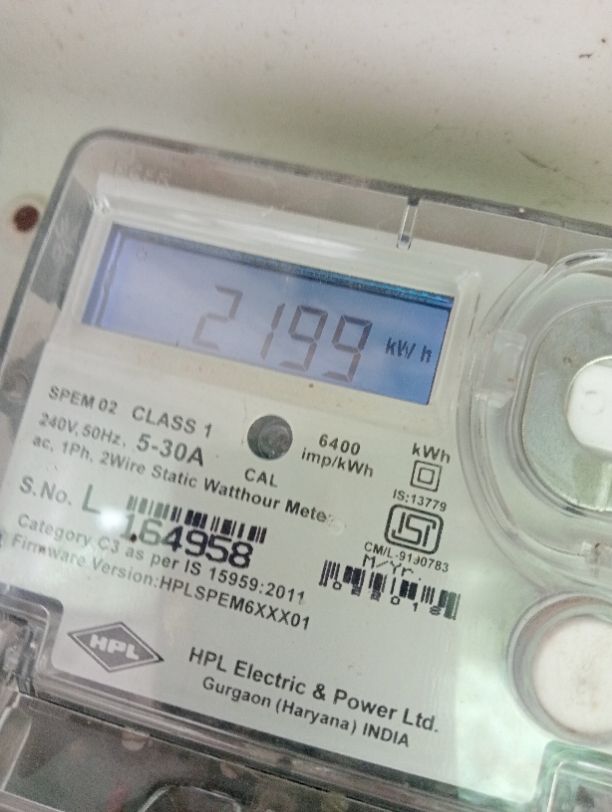 2199 kWh
SPEM 02 CLASS 1
240V, 50Hz, 5-30A
ac, 1Ph, 2Wire Static Watthour Meter
CAL
6400
imp/kWh
kWh
IS:13779
ISI
CM/L-9190783
S.No. L 164958
M/Yr.
Category C3 as per IS 15959:2011
Firmware Version:HPLSPEM6XXX01
HPL
HPL Electric & Power Ltd.
Gurgaon (Haryana) INDIA